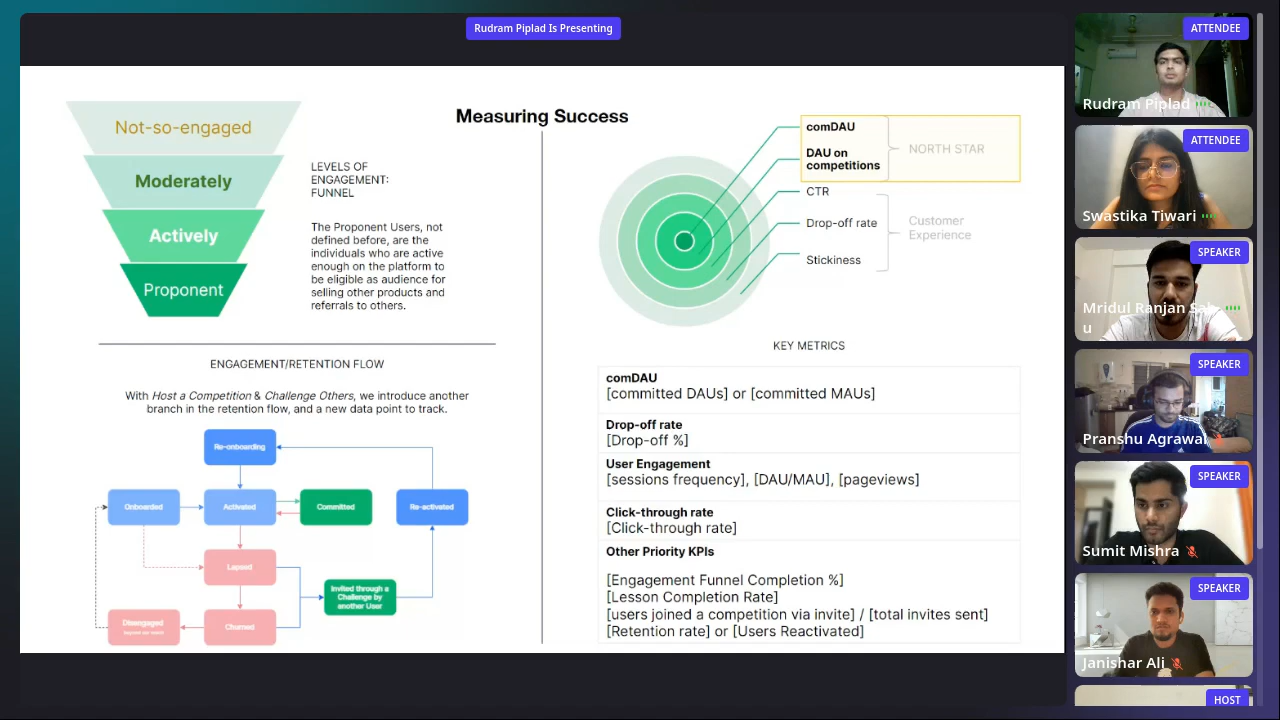 Rudram Piplad Is Presenting
Measuring Success
Not-so-engaged
Moderately
Actively
Proponent
LEVELS OF
ENGAGEMENT:
FUNNEL
The Proponent Users, not
defined before, are the
individuals who are active
enough on the platform to
be eligible as audience for
selling other products and
referrals to others.
ENGAGEMENT/RETENTION FLOW
With Host a Competition & Challenge Others, we introduce another
branch in the retention flow, and a new data point to track.
Re-onboarding
Onboarded
Activated
Committed
Re-activated
Lapsed
Invited through a
Challenge by
another User
Disengaged
Churned
comDAU
DAU on
competitions
NORTH STAR
CTR
Drop-off rate
Stickiness
Customer
Experience
KEY METRICS
comDAU
[committed DAUs] or [committed MAUs]
Drop-off rate
[Drop-off %]
User Engagement
[sessions frequency], [DAU/MAU], [pageviews]
Click-through rate
[Click-through rate]
Other Priority KPIs
[Engagement Funnel Completion %]
[Lesson Completion Rate]
[users joined a competition via invite] / [total invites sent]
[Retention rate] or [Users Reactivated]
ATTENDEE
Rudram Piplad
ATTENDEE
Swastika Tiwari
SPEAKER
Mridul Ranjan Sah
u
SPEAKER
Pranshu Agrawal
SPEAKER
Sumit Mishra
SPEAKER
Janishar Ali
HOST